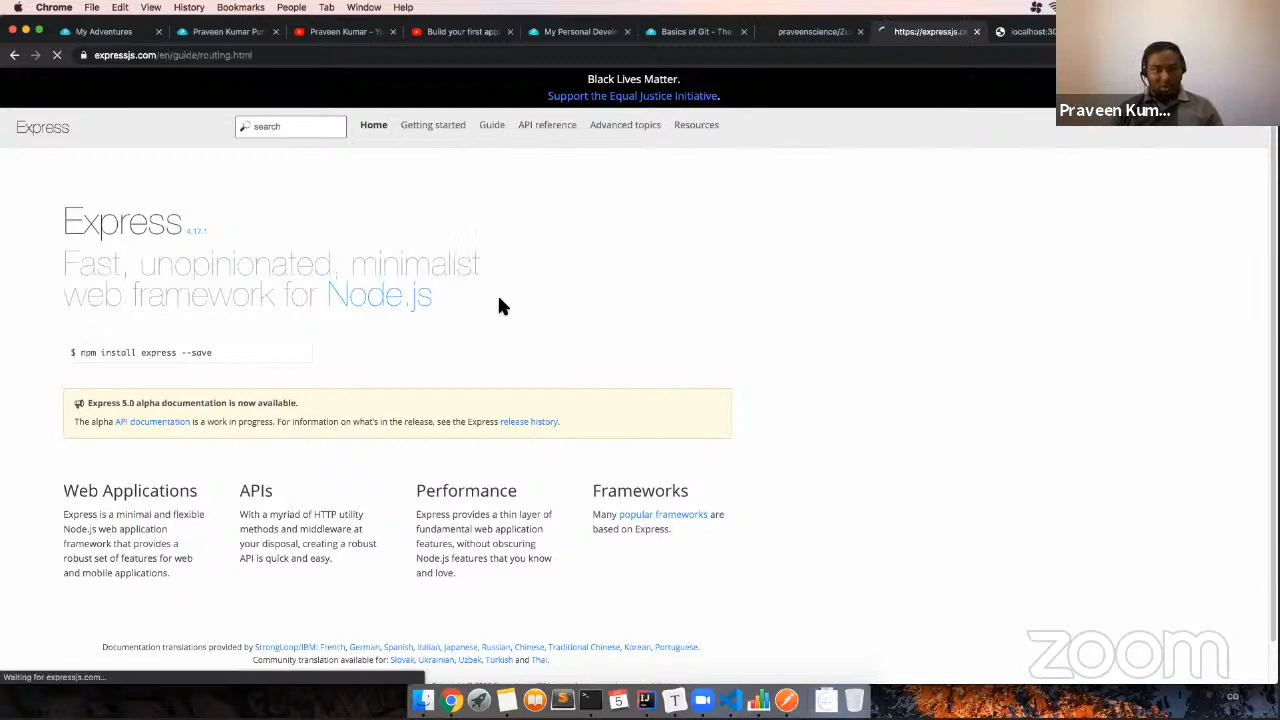 Chrome File Edit View History Bookmarks People Tab Window Help
My Adventures
Praveen Kumar Pu
Praveen Kumar - Yo
Build your first appl
My Personal Develo
Basics of Git - The
praveenscience/Zu
https://expressjs.c
localhost:30
expressjs.com/en/guide/routing.html
Black Lives Matter.
Support the Equal Justice Initiative.
Praveen Kum...
Express
search
Home Getting started Guide API reference Advanced topics Resources
Express 4.17.1
Fast, unopinionated, minimalist
web framework for Node.js
$ npm install express --save
Express 5.0 alpha documentation is now available.
The alpha API documentation is a work in progress. For information on what's in the release, see the Express release history.
Web Applications
Express is a minimal and flexible
Node.js web application
framework that provides a
robust set of features for web
and mobile applications.
APIs
With a myriad of HTTP utility
methods and middleware at
your disposal, creating a robust
API is quick and easy.
Performance
Express provides a thin layer of
fundamental web application
features, without obscuring
Node.js features that you know
and love.
Frameworks
Many popular frameworks are
based on Express.
Documentation translations provided by StrongLoop/IBM: French, German, Spanish, Italian, Japanese, Russian, Chinese, Traditional Chinese, Korean, Portuguese.
Community translation available for: Slovak, Ukrainian, Uzbek, Turkish and Thai.
Waiting for expressjs.com...
zoom
5